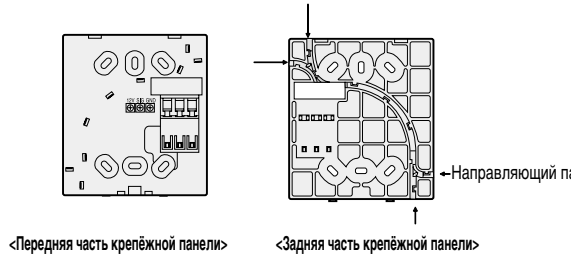 12V SIG GND
Направляющий па
<Передняя часть крепёжной панели>
<Задняя часть крепёжной панели>